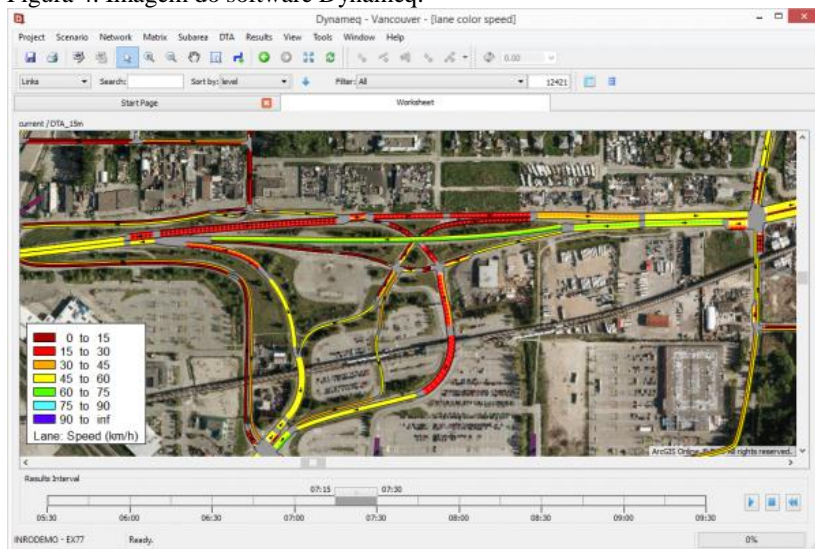 Figura 4: Imagem do software Dynameq.
Dynameq - Vancouver - [lane color speed]
Project Scenario Network Matrix Subarea DTA Results View Tools Window Help
0.00
Links Search: Sort by: level Filter: All 12421
Start Page Worksheet
current / DTA_15m
0 to 15
15 to 30
30 to 45
45 to 60
60 to 75
75 to 90
90 to inf
Lane: Speed (km/h)
ArcGIS Online. All rights reserved.
Results Interval
07:15 07:30
05:30 06:00 06:30 07:00 07:30 08:00 08:30 09:00 09:30
INRODEMO - EX77 Ready. 0%